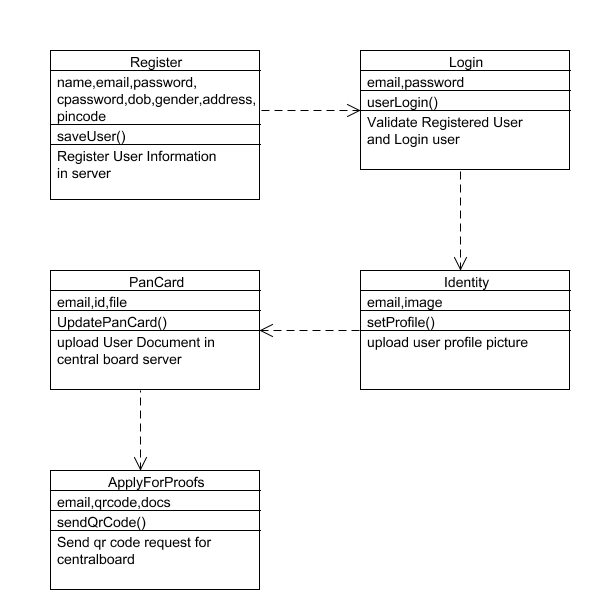 Register
name,email,password,
cpassword,dob,gender,address,
pincode
saveUser()
Register User Information
in server
Login
email,password
userLogin()
Validate Registered User
and Login user
PanCard
email,id,file
UpdatePanCard()
upload User Document in
central board server
Identity
email,image
setProfile()
upload user profile picture
ApplyForProofs
email,qrcode,docs
sendQrCode()
Send qr code request for
centralboard